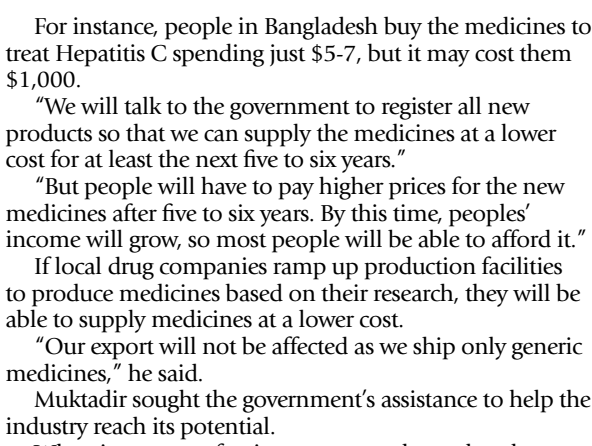 For instance, people in Bangladesh buy the medicines to
treat Hepatitis C spending just $5-7, but it may cost them
$1,000.
"We will talk to the government to register all new
products so that we can supply the medicines at a lower
cost for at least the next five to six years."
"But people will have to pay higher prices for the new
medicines after five to six years. By this time, peoples'
income will grow, so most people will be able to afford it."
If local drug companies ramp up production facilities
to produce medicines based on their research, they will be
able to supply medicines at a lower cost.
"Our export will not be affected as we ship only generic
medicines," he said.
Muktadir sought the government's assistance to help the
industry reach its potential.